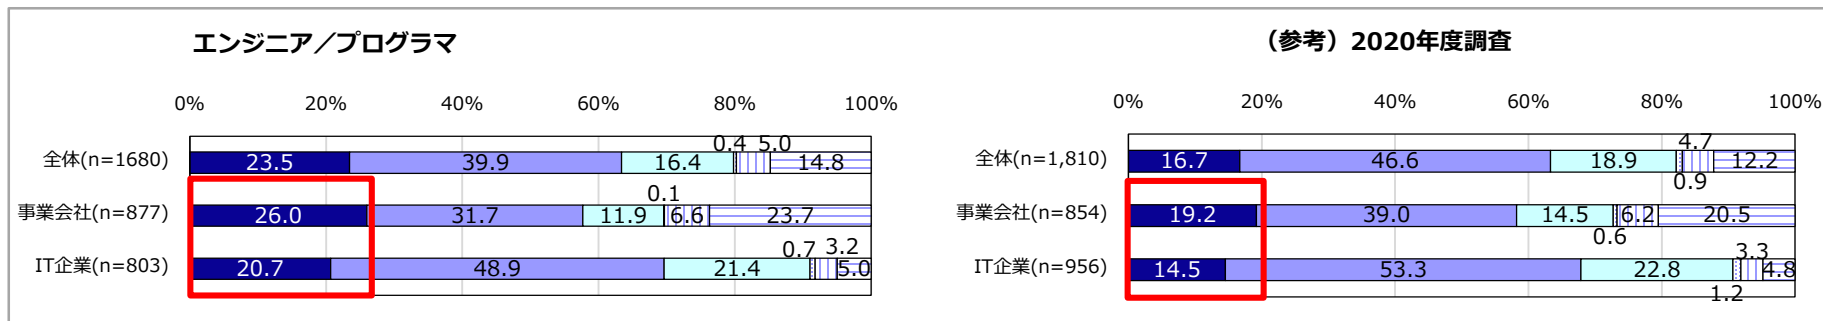 エンジニア／プログラマ
0% 20% 40% 60% 80% 100%
0.4 5.0
全体(n=1680) 23.5 39.9 16.4 14.8
0.1
事業会社(n=877) 26.0 31.7 11.9 6.6 23.7
0.7 3.2
IT企業(n=803) 20.7 48.9 21.4 5.0
（参考）2020年度調査
0% 20% 40% 60% 80% 100%
4.7
全体(n=1,810) 16.7 46.6 18.9 12.2
0.9
事業会社(n=854) 19.2 39.0 14.5 6.2 20.5
0.6
3.3
IT企業(n=956) 14.5 53.3 22.8 4.8
1.2